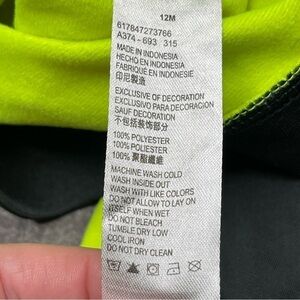 12M
617847273766
A374 - 693 315
MADE IN INDONESIA
HECHO EN INDONESIA
FABRIQUÉ EN INDONESIE
印尼製造
EXCLUSIVE OF DECORATION
EXCLUSIVO PARA DECORACION
SAUF DECORATION
不包括装饰部分
100% POLYESTER
100% POLIESTER
100% 聚酯纖維
MACHINE WASH COLD
WASH INSIDE OUT
WASH WITH LIKE COLORS
DO NOT ALLOW TO LAY ON
ITSELF WHEN WET
DO NOT BLEACH
TUMBLE DRY LOW
COOL IRON
DO NOT DRY CLEAN